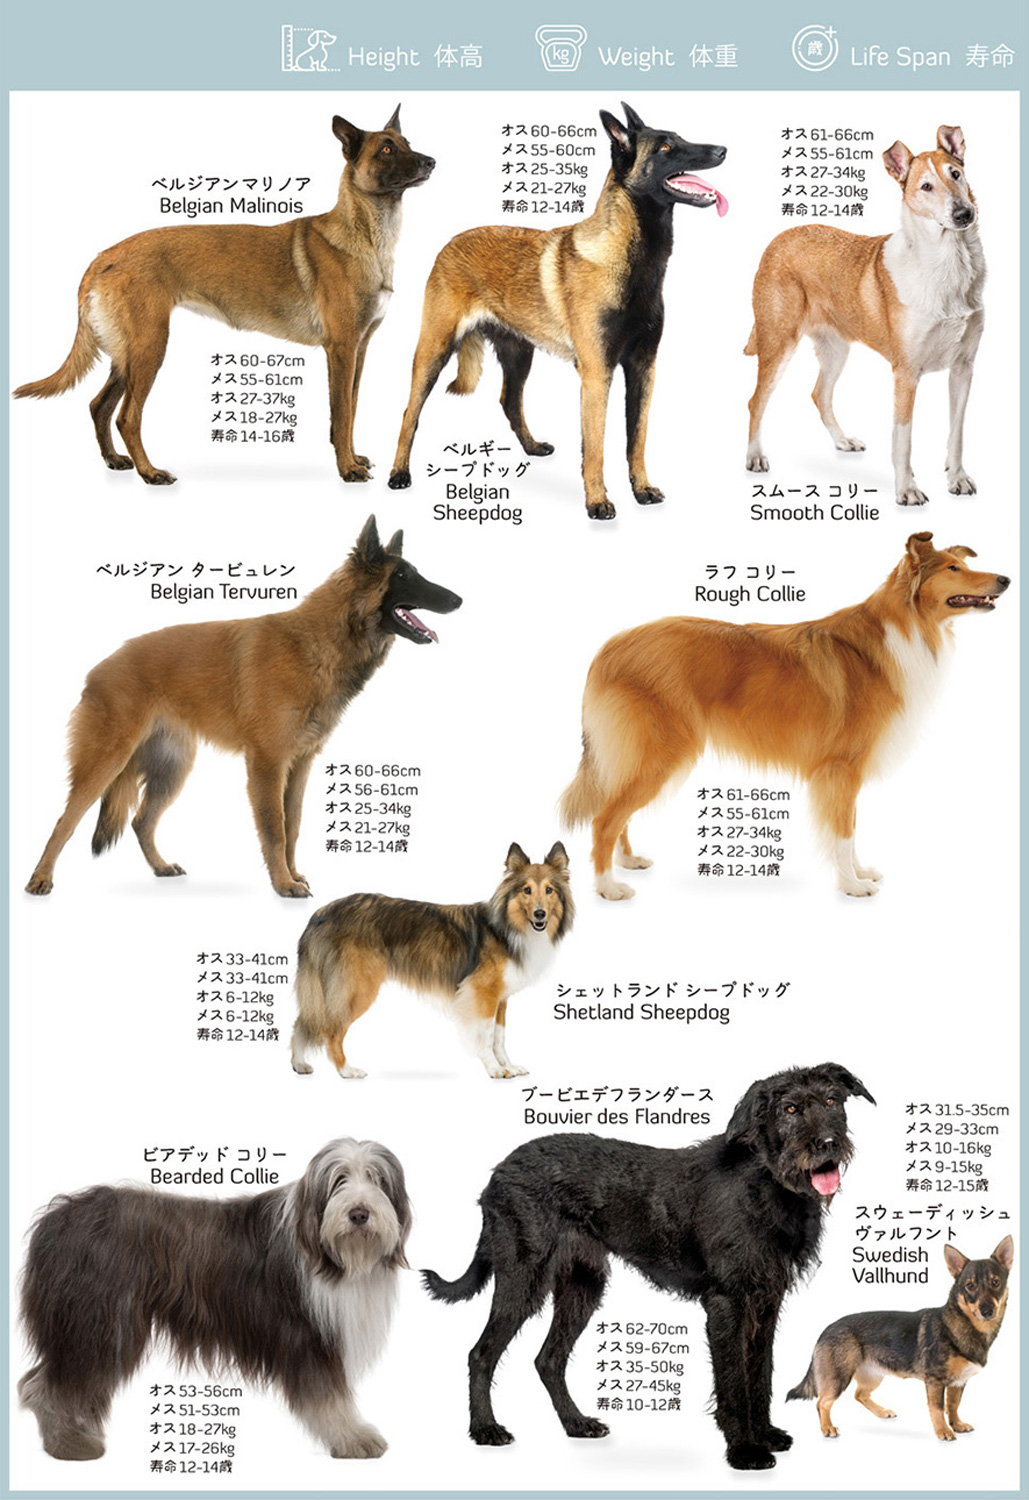 Height 体高
kg
Weight 体重
歳
Life Span 寿命
ベルジアンマリノア
Belgian Malinois
オス60-67cm
メス55-61cm
オス27-37kg
メス18-27kg
寿命14-16歳
オス60-66cm
メス55-60cm
オス25-35kg
メス21-27kg
寿命12-14歳
ベルギー
シープドッグ
Belgian
Sheepdog
オス61-66cm
メス55-61cm
オス27-34kg
メス22-30kg
寿命12-14歳
スムース コリー
Smooth Collie
ベルジアン タービュレン
Belgian Tervuren
オス60-66cm
メス56-61cm
オス25-34kg
メス21-27kg
寿命12-14歳
ラフ コリー
Rough Collie
オス61-66cm
メス55-61cm
オス27-34kg
メス22-30kg
寿命12-14歳
オス33-41cm
メス33-41cm
オス6-12kg
メス6-12kg
寿命12-14歳
シェットランド シープドッグ
Shetland Sheepdog
ブービエデフランダース
Bouvier des Flandres
オス62-70cm
メス59-67cm
オス35-50kg
メス27-45kg
寿命10-12歳
ビアデッド コリー
Bearded Collie
オス53-56cm
メス51-53cm
オス18-27kg
メス17-26kg
寿命12-14歳
オス31.5-35cm
メス29-33cm
オス10-16kg
メス9-15kg
寿命12-15歳
スウェーディッシュ
ヴァルフント
Swedish
Vallhund